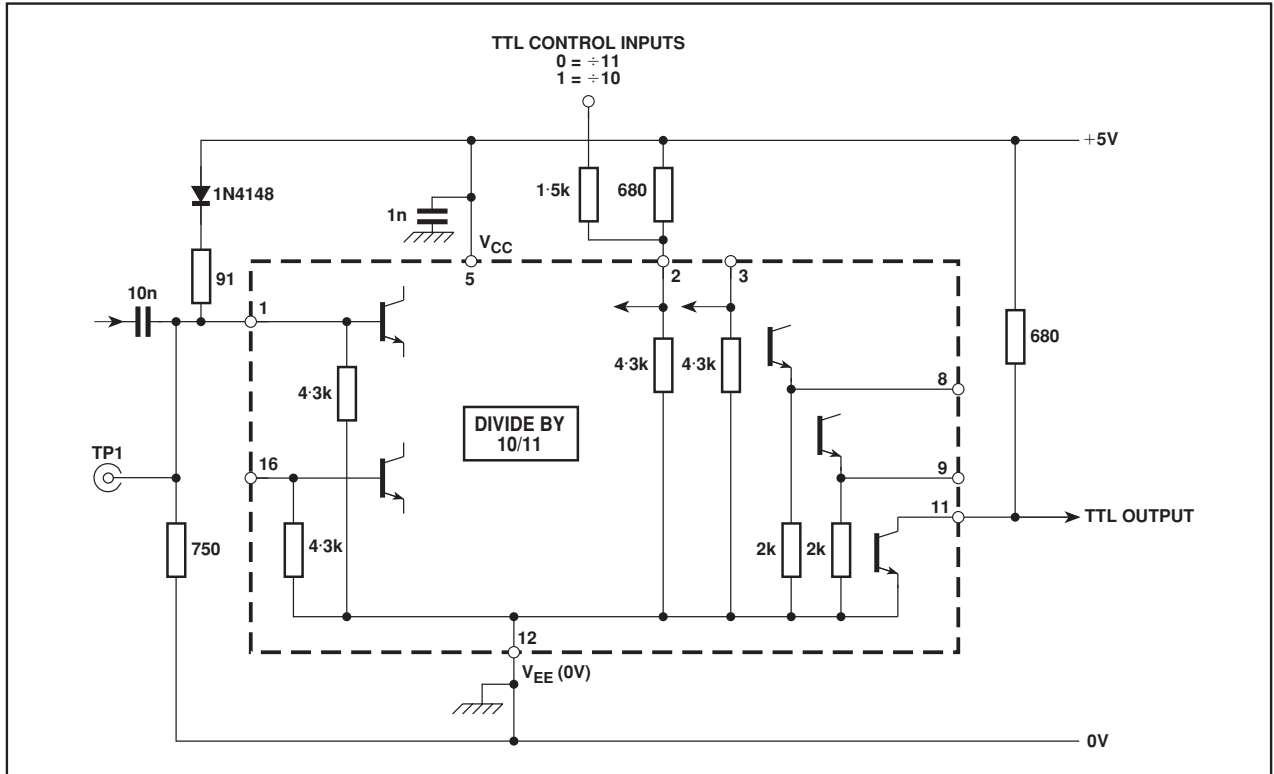 TTL CONTROL INPUTS
0 = ÷11
1 = ÷10
+5V
1N4148
1·5k
680
1n
VCC
91
5
2
3
10n
1
680
4·3k
4·3k
4·3k
8
DIVIDE BY
10/11
TP1
16
9
11
TTL OUTPUT
750
4·3k
2k
2k
12
VEE (0V)
0V